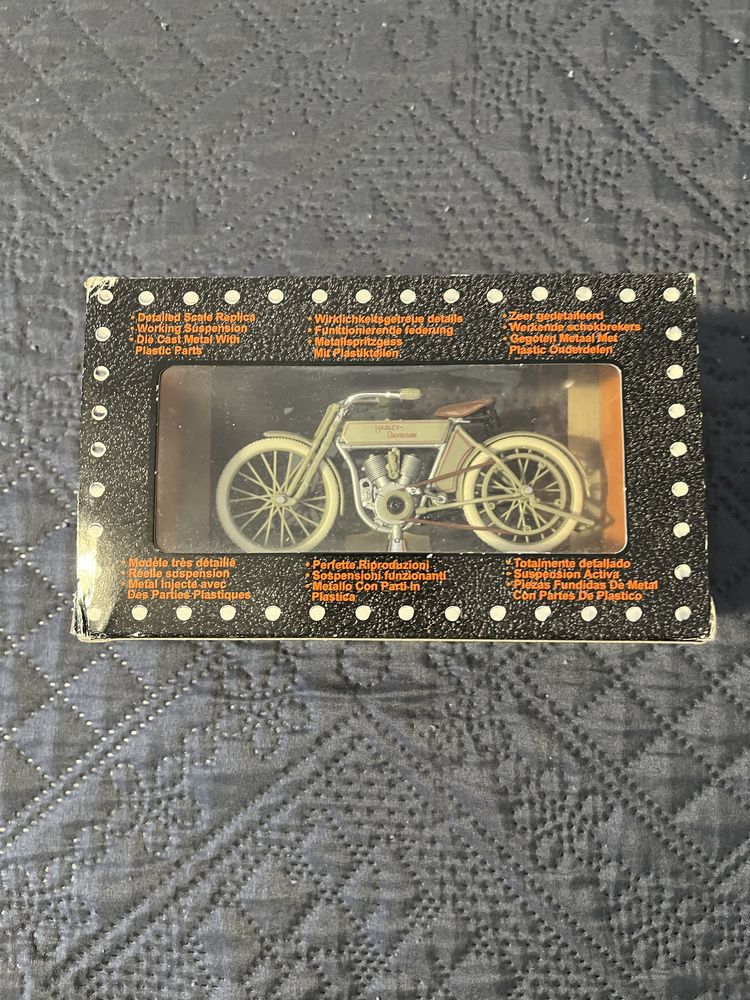 • Detailed Scale Replica
• Working Suspension
• Die Cast Metal With
Plastic Parts
• Wirklichkeitsgetreue details
• Funktionierende federung
• Metallspritzguss
Mit Plastikteilen
• Zeer gedetailleerd
• Werkende schokbrekers
• Gegoten Metaal Met
Plastic Onderdelen
HARLEY-
DAVIDSON
• Modèle très détaillé
• Réelle suspension
• Metal injecté avec
Des Parties Plastiques
• Perfette Riproduzioni
• Sospensioni funzionanti
• Metallo Con Parti in
Plastica
• Totalmente detallado
• Suspension Activa
• Piezas Fundidas De Metal
Con Partes De Plastico